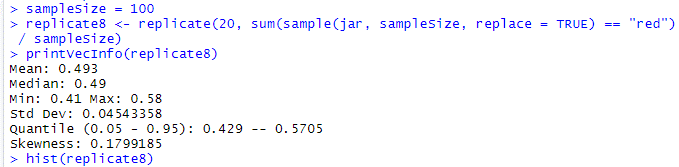 > sampleSize = 100
> replicate8 <- replicate(20, sum(sample(jar, sampleSize, replace = TRUE) == "red")
 / sampleSize)
> printVecInfo(replicate8)
Mean: 0.493
Median: 0.49
Min: 0.41 Max: 0.58
Std Dev: 0.04543358
Quantile (0.05 - 0.95): 0.429 -- 0.5705
Skewness: 0.1799185
> hist(replicate8)